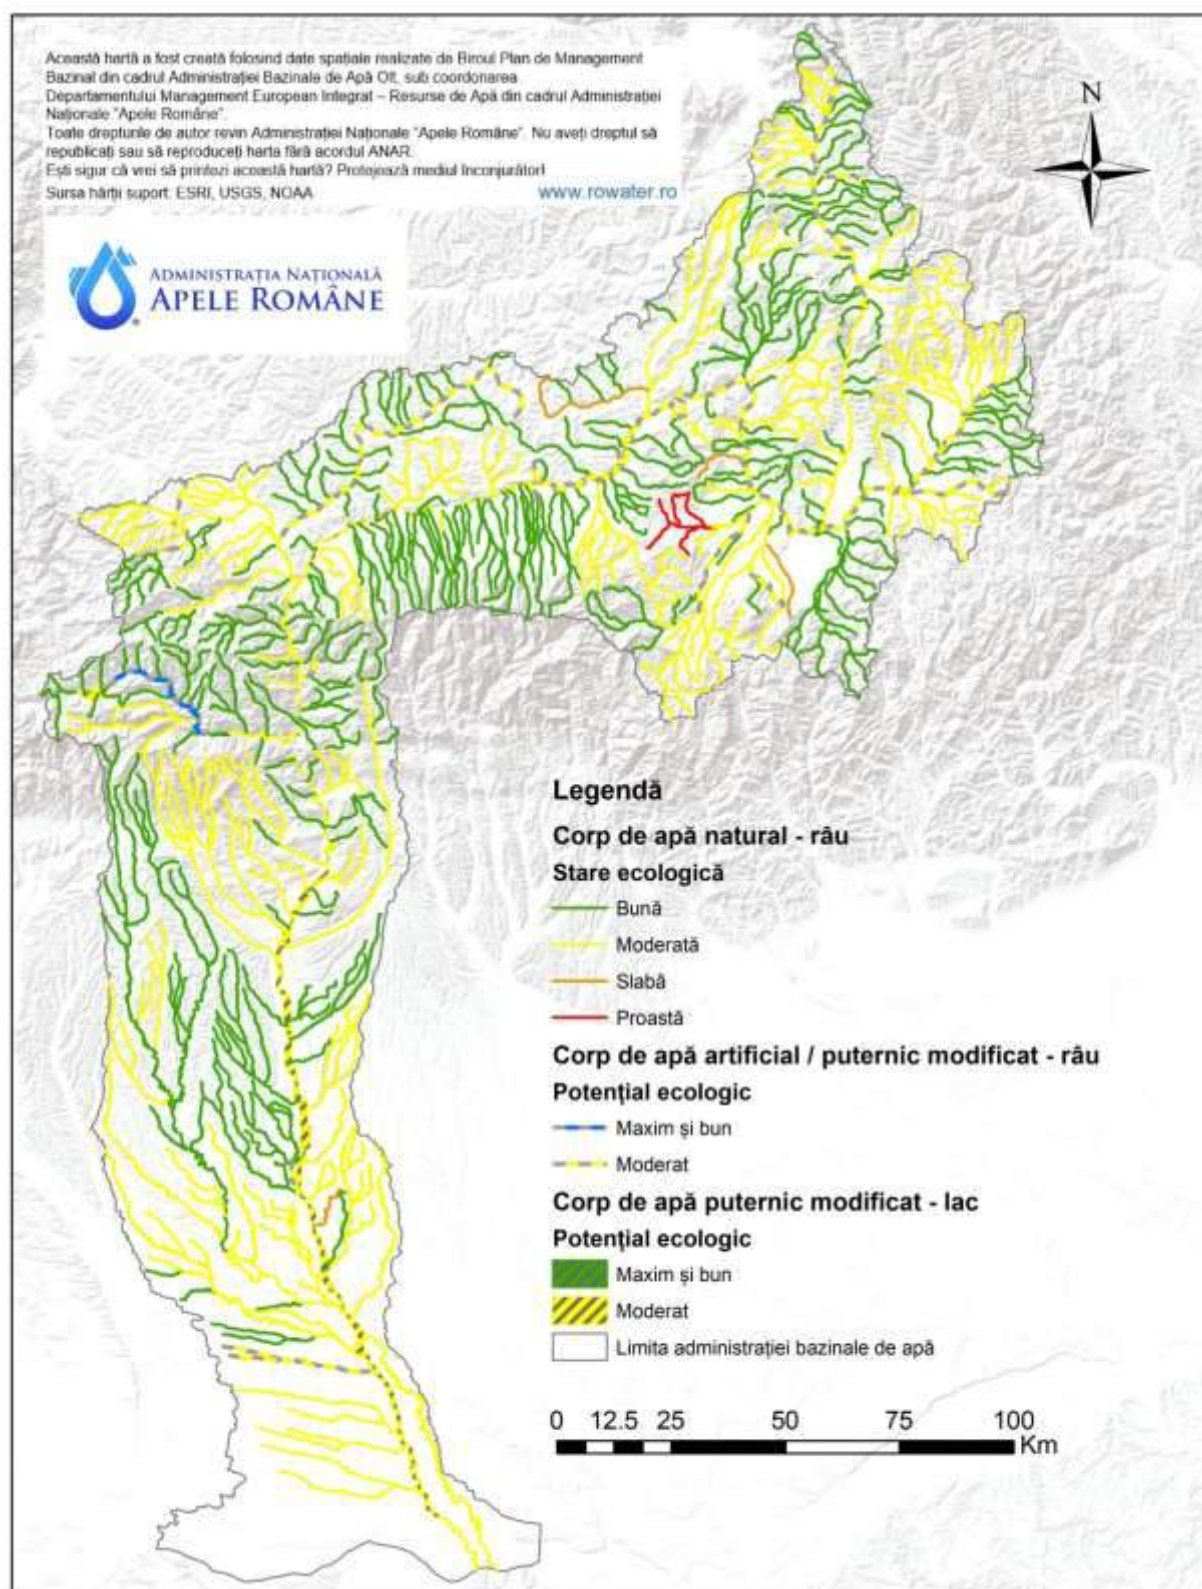 Această hartă a fost creată folosind date spațiale realizate de Biroul Plan de Management
Bazinal din cadrul Administrației Bazinale de Apă Olt, sub coordonarea
Departamentului Management European Integrat – Resurse de Apă din cadrul Administrației
Naționale "Apele Române".
Toate drepturile de autor revin Administrației Naționale "Apele Române". Nu aveți dreptul să
republicați sau să reproduceți harta fără acordul ANAR.
Ești sigur că vrei să printezi această hartă? Protejează mediul înconjurător!
Sursa hărții suport: ESRI, USGS, NOAA
www.rowater.ro
N
ADMINISTRAȚIA NAȚIONALĂ
APELE ROMÂNE
®
Legendă
Corp de apă natural - râu
Stare ecologică
Bună
Moderată
Slabă
Proastă
Corp de apă artificial / puternic modificat - râu
Potențial ecologic
Maxim și bun
Moderat
Corp de apă puternic modificat - lac
Potențial ecologic
Maxim și bun
Moderat
Limita administrației bazinale de apă
0 12.5 25 50 75 100
Km